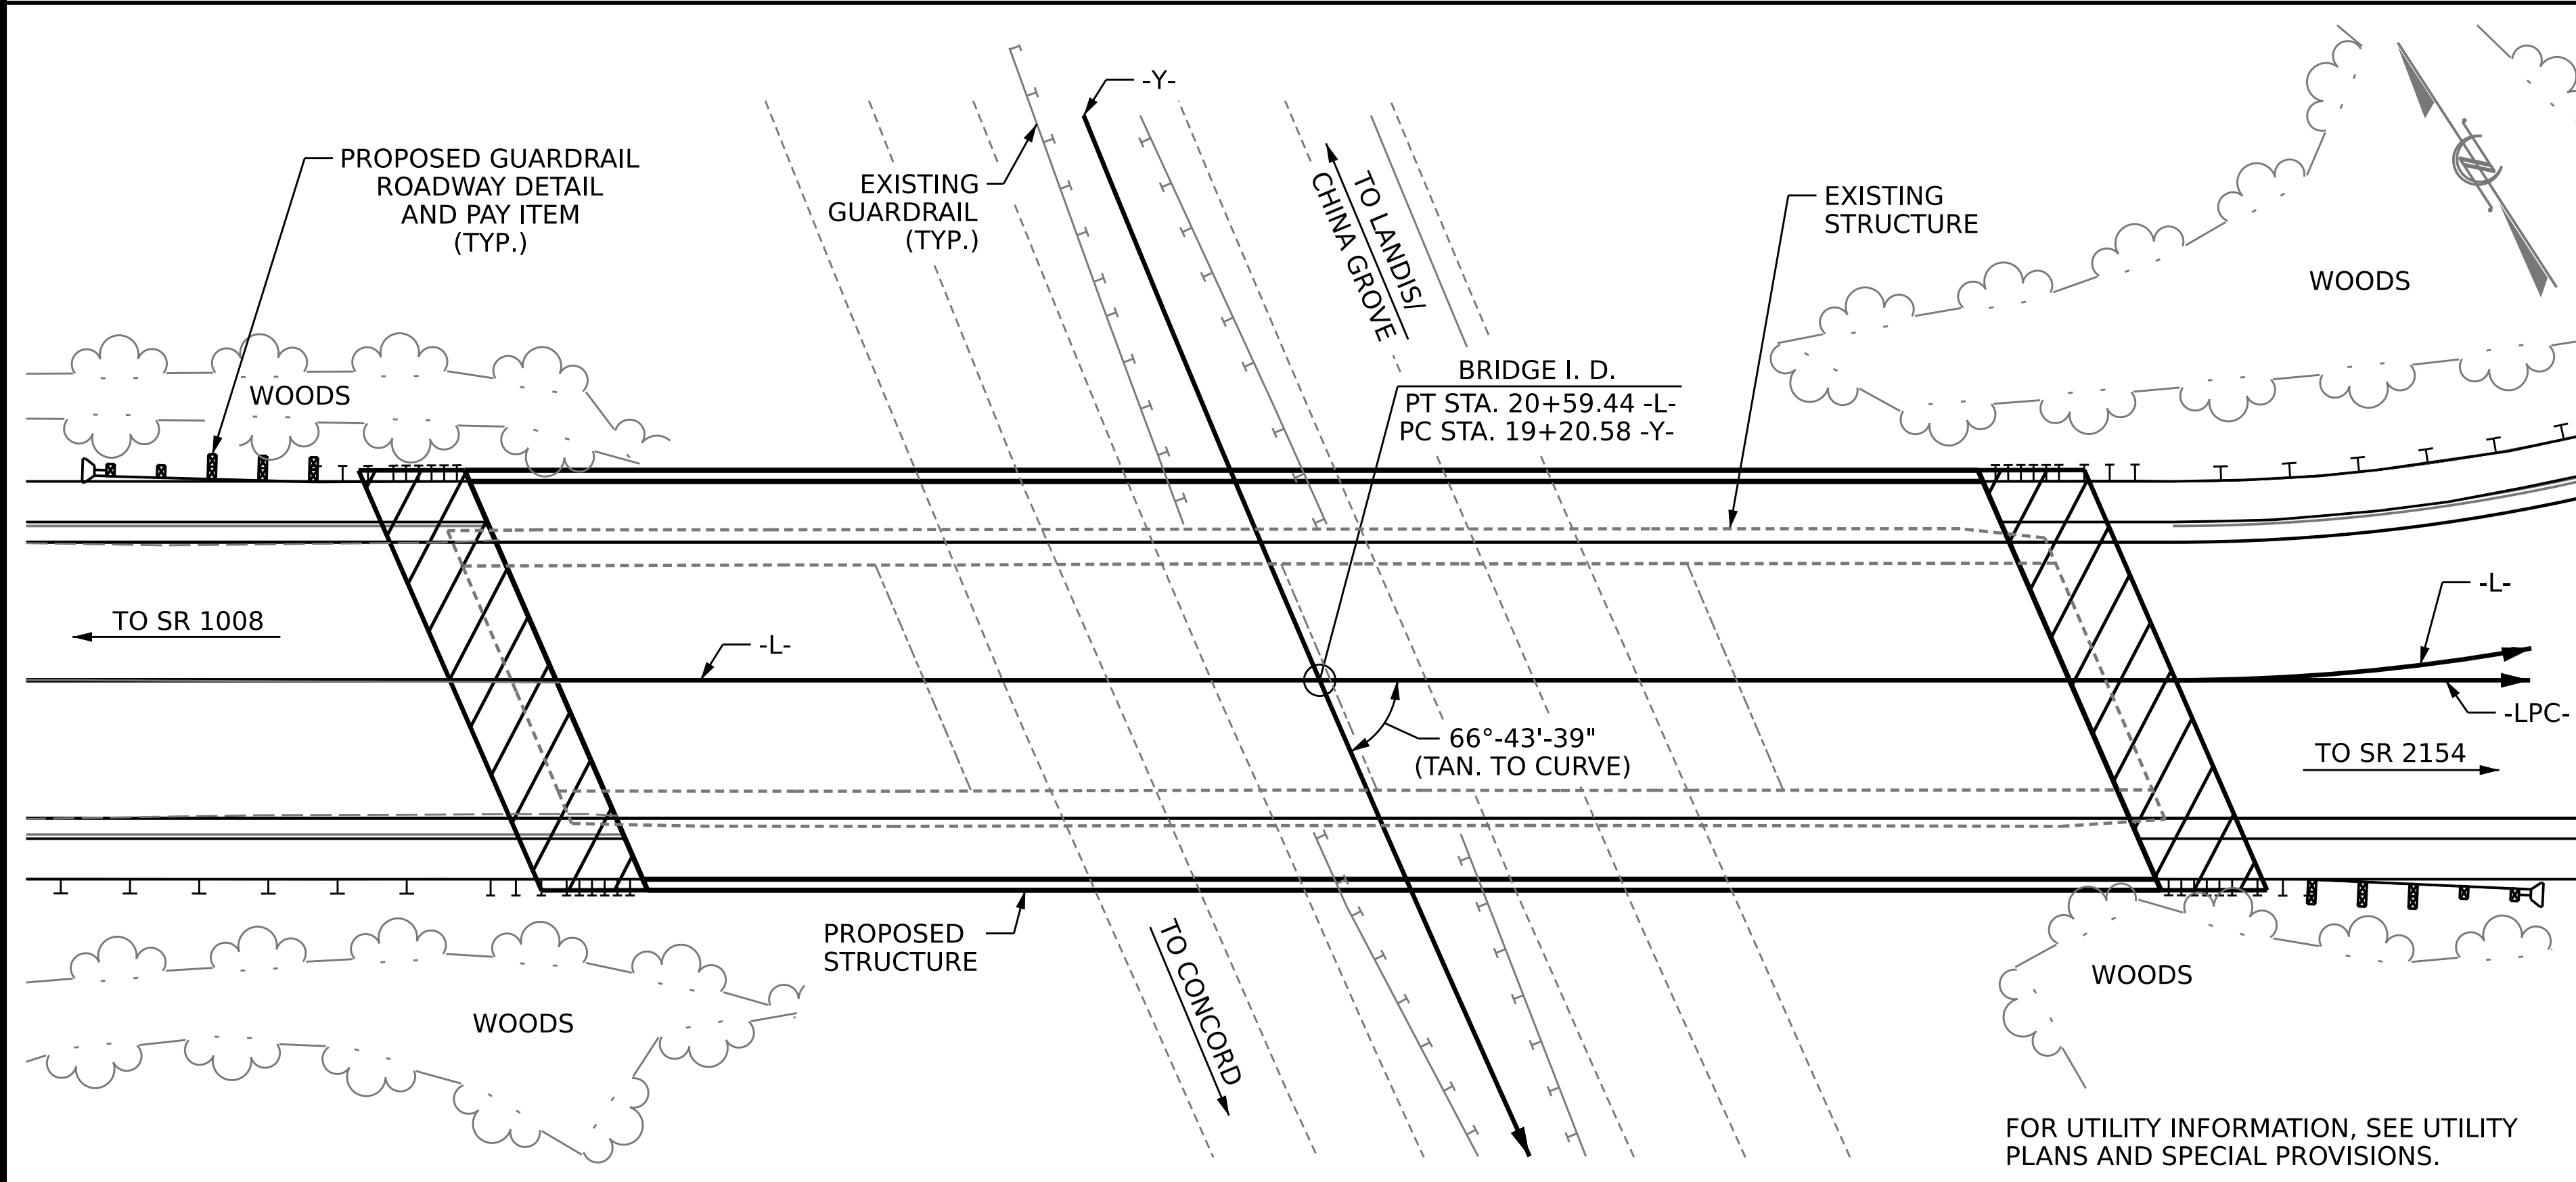 -Y-
PROPOSED GUARDRAIL
ROADWAY DETAIL
AND PAY ITEM
(TYP.)
EXISTING
GUARDRAIL
(TYP.)
TO LANDIS/
CHINA GROVE
EXISTING
STRUCTURE
N
WOODS
WOODS
BRIDGE I. D.
PT STA. 20+59.44 -L-
PC STA. 19+20.58 -Y-
TO SR 1008
-L-
-L-
-LPC-
66°-43'-39"
(TAN. TO CURVE)
TO SR 2154
PROPOSED
STRUCTURE
TO CONCORD
WOODS
WOODS
FOR UTILITY INFORMATION, SEE UTILITY
PLANS AND SPECIAL PROVISIONS.